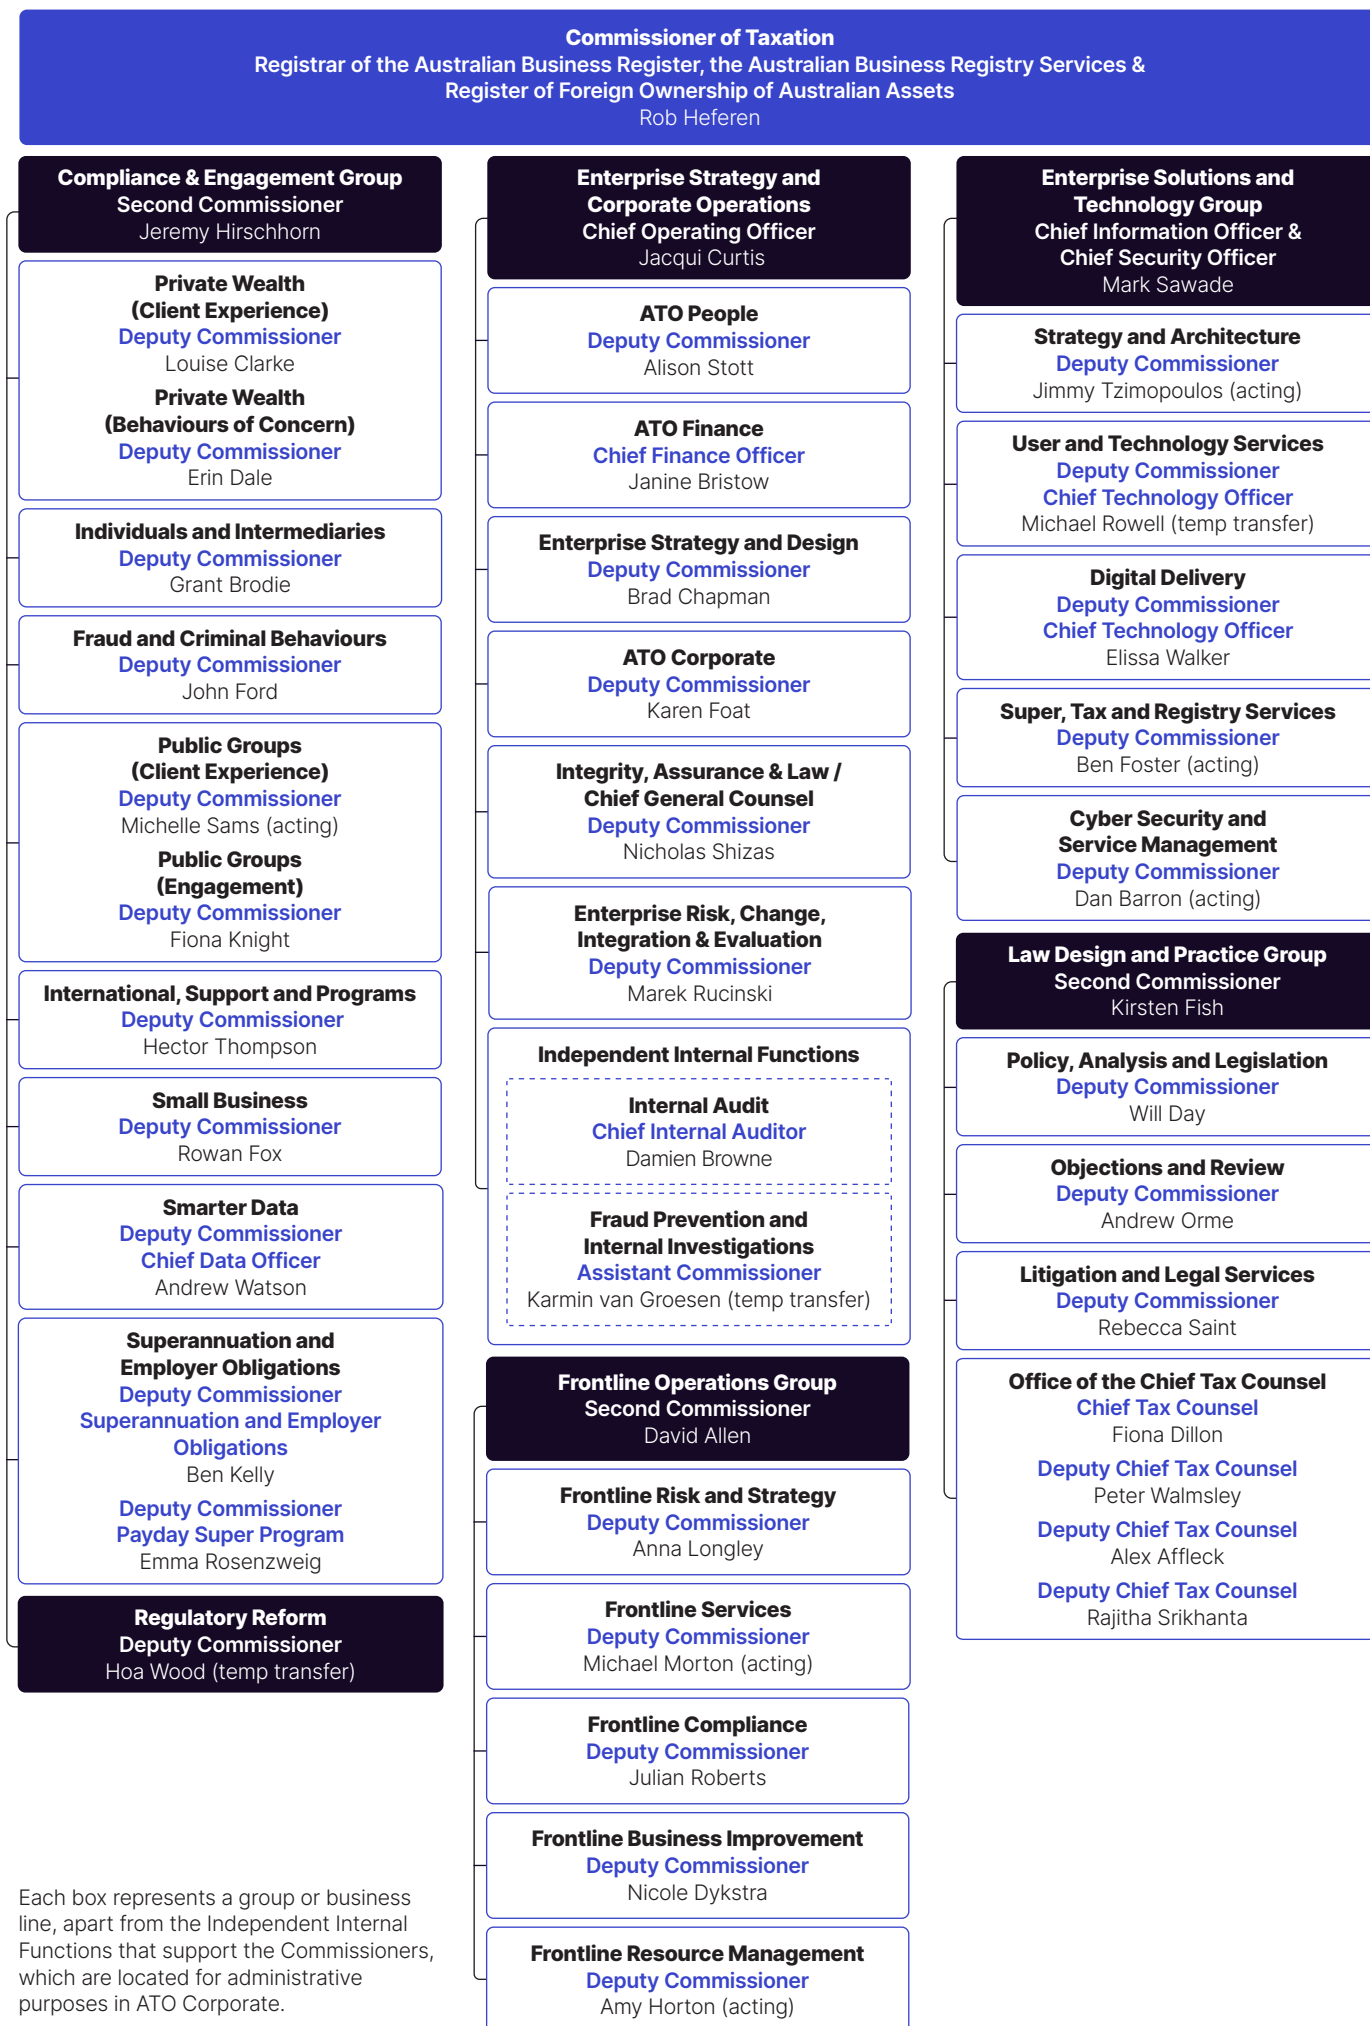 Commissioner of Taxation
Registrar of the Australian Business Register, the Australian Business Registry Services &
Register of Foreign Ownership of Australian Assets
Rob Heferen
Compliance & Engagement Group
Second Commissioner
Jeremy Hirschhorn
Private Wealth
(Client Experience)
Deputy Commissioner
Louise Clarke
Private Wealth
(Behaviours of Concern)
Deputy Commissioner
Erin Dale
Individuals and Intermediaries
Deputy Commissioner
Grant Brodie
Fraud and Criminal Behaviours
Deputy Commissioner
John Ford
Public Groups
(Client Experience)
Deputy Commissioner
Michelle Sams (acting)
Public Groups
(Engagement)
Deputy Commissioner
Fiona Knight
International, Support and Programs
Deputy Commissioner
Hector Thompson
Small Business
Deputy Commissioner
Rowan Fox
Smarter Data
Deputy Commissioner
Chief Data Officer
Andrew Watson
Superannuation and
Employer Obligations
Deputy Commissioner
Superannuation and Employer
Obligations
Ben Kelly
Deputy Commissioner
Payday Super Program
Emma Rosenzweig
Regulatory Reform
Deputy Commissioner
Hoa Wood (temp transfer)
Each box represents a group or business
line, apart from the Independent Internal
Functions that support the Commissioners,
which are located for administrative
purposes in ATO Corporate.
Enterprise Strategy and
Corporate Operations
Chief Operating Officer
Jacqui Curtis
ATO People
Deputy Commissioner
Alison Stott
ATO Finance
Chief Finance Officer
Janine Bristow
Enterprise Strategy and Design
Deputy Commissioner
Brad Chapman
ATO Corporate
Deputy Commissioner
Karen Foat
Integrity, Assurance & Law /
Chief General Counsel
Deputy Commissioner
Nicholas Shizas
Enterprise Risk, Change,
Integration & Evaluation
Deputy Commissioner
Marek Rucinski
Independent Internal Functions
Internal Audit
Chief Internal Auditor
Damien Browne
Fraud Prevention and
Internal Investigations
Assistant Commissioner
Karmin van Groesen (temp transfer)
Frontline Operations Group
Second Commissioner
David Allen
Frontline Risk and Strategy
Deputy Commissioner
Anna Longley
Frontline Services
Deputy Commissioner
Michael Morton (acting)
Frontline Compliance
Deputy Commissioner
Julian Roberts
Frontline Business Improvement
Deputy Commissioner
Nicole Dykstra
Frontline Resource Management
Deputy Commissioner
Amy Horton (acting)
Enterprise Solutions and
Technology Group
Chief Information Officer &
Chief Security Officer
Mark Sawade
Strategy and Architecture
Deputy Commissioner
Jimmy Tzimopoulos (acting)
User and Technology Services
Deputy Commissioner
Chief Technology Officer
Michael Rowell (temp transfer)
Digital Delivery
Deputy Commissioner
Chief Technology Officer
Elissa Walker
Super, Tax and Registry Services
Deputy Commissioner
Ben Foster (acting)
Cyber Security and
Service Management
Deputy Commissioner
Dan Barron (acting)
Law Design and Practice Group
Second Commissioner
Kirsten Fish
Policy, Analysis and Legislation
Deputy Commissioner
Will Day
Objections and Review
Deputy Commissioner
Andrew Orme
Litigation and Legal Services
Deputy Commissioner
Rebecca Saint
Office of the Chief Tax Counsel
Chief Tax Counsel
Fiona Dillon
Deputy Chief Tax Counsel
Peter Walmsley
Deputy Chief Tax Counsel
Alex Affleck
Deputy Chief Tax Counsel
Rajitha Srikhanta